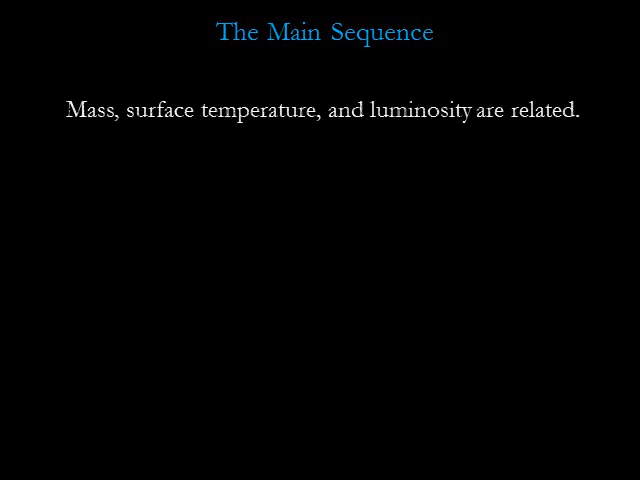 The Main Sequence
Mass, surface temperature, and luminosity are related.